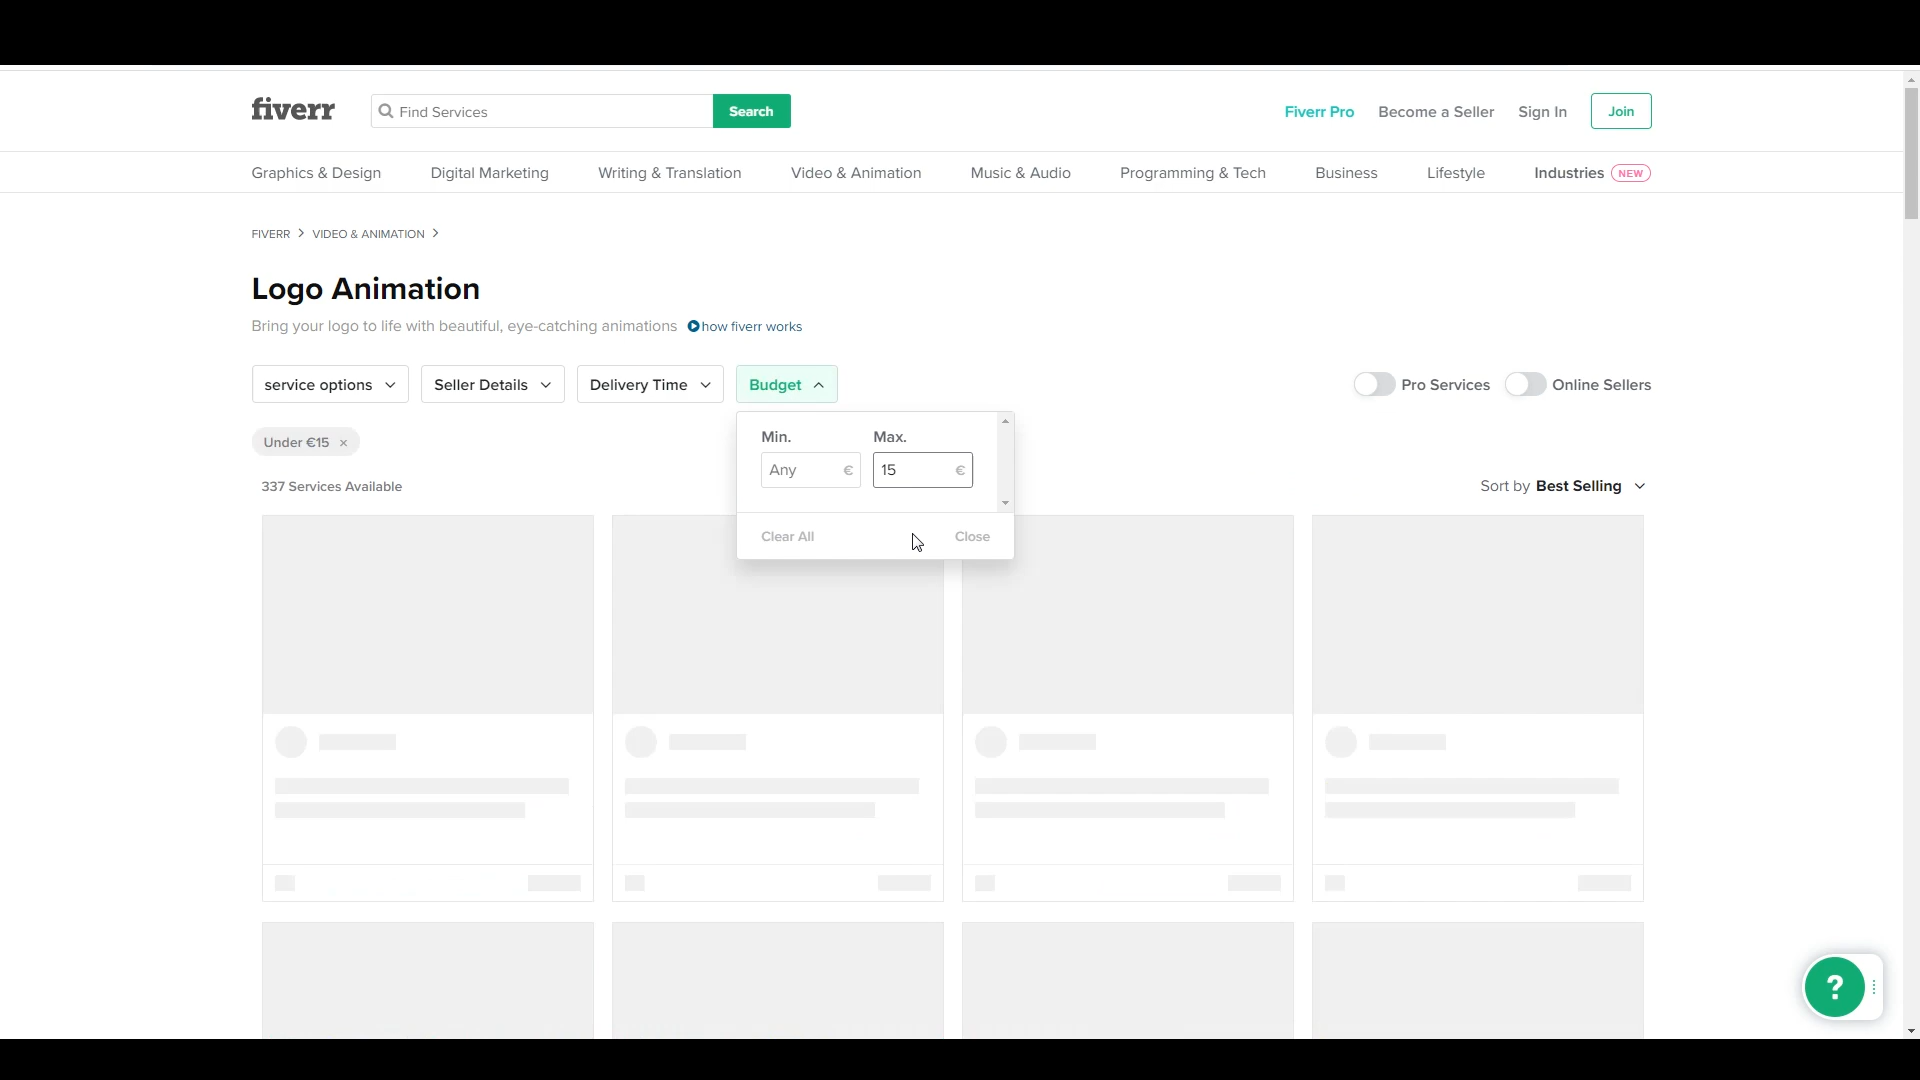 fiverr
Find Services
Search
Fiverr Pro
Become a Seller
Sign In
Join
Graphics & Design
Digital Marketing
Writing & Translation
Video & Animation
Music & Audio
Programming & Tech
Business
Lifestyle
Industries NEW
FIVERR > VIDEO & ANIMATION >
Logo Animation
Bring your logo to life with beautiful, eye-catching animations how fiverr works
service options
Seller Details
Delivery Time
Budget
Pro Services
Online Sellers
Under €15 ×
Min.
Max.
Any €
15 €
337 Services Available
Sort by Best Selling
Clear All
Close
?